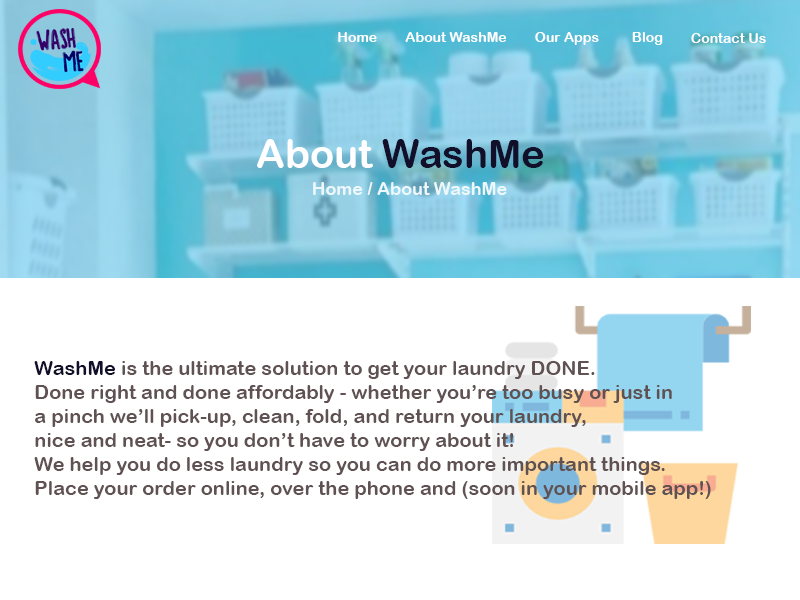 WASH
ME
Home About WashMe Our Apps Blog Contact Us
About WashMe
Home / About WashMe
WashMe is the ultimate solution to get your laundry DONE.
Done right and done affordably - whether you’re too busy or just in
a pinch we’ll pick-up, clean, fold, and return your laundry,
nice and neat- so you don’t have to worry about it!
We help you do less laundry so you can do more important things.
Place your order online, over the phone and (soon in your mobile app!)